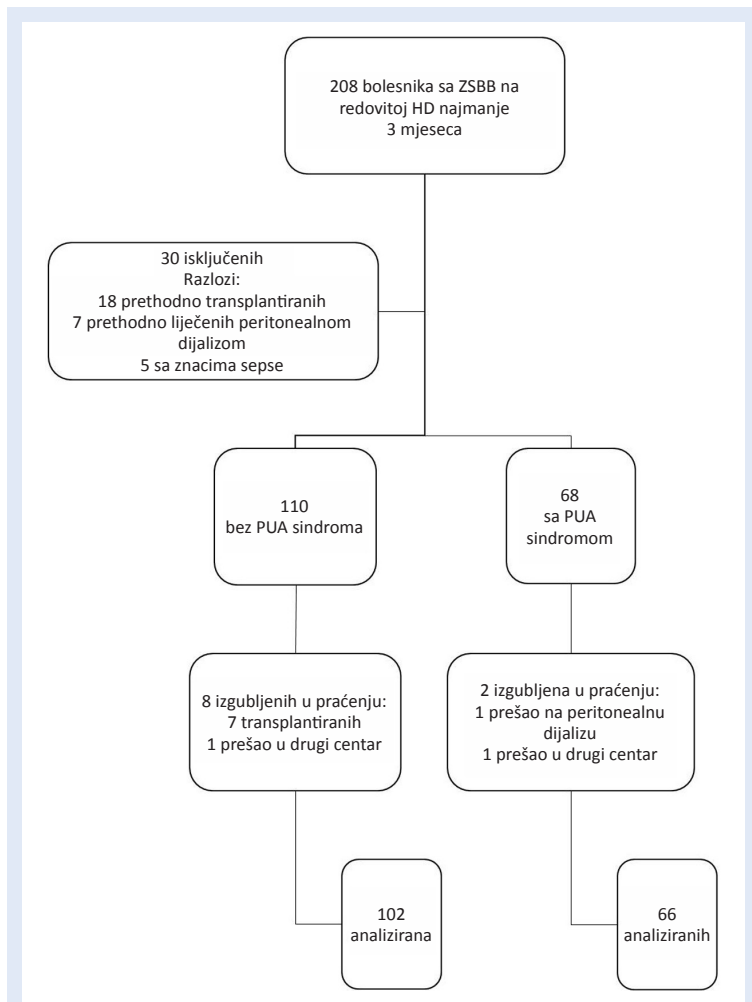 208 bolesnika sa ZSBB na
redovitoj HD najmanje
3 mjeseca
30 isključenih
Razlozi:
18 prethodno transplantiranih
7 prethodno liječenih peritonealnom
dijalizom
5 sa znacima sepse
110
bez PUA sindroma
68
sa PUA
sindromom
8 izgubljenih u praćenju:
7 transplantiranih
1 prešao u drugi centar
2 izgubljena u praćenju:
1 prešao na peritonealnu
dijalizu
1 prešao u drugi centar
102
analizirana
66
analiziranih